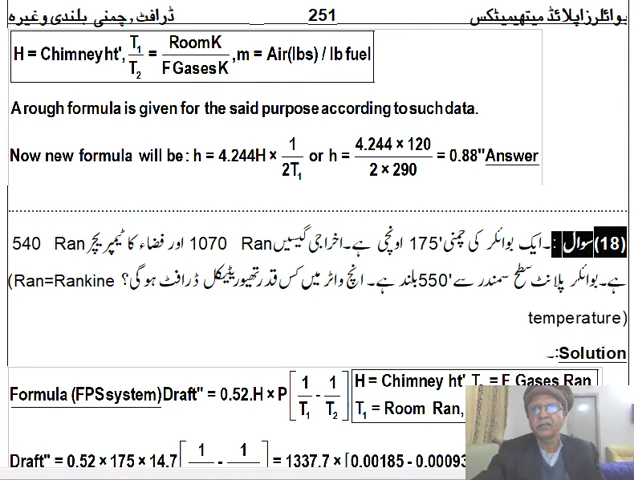 بوائلرزاپلائڈ میتھیمیٹکس 251 ڈرافٹ, چمنی بلندی وغیرہ
H = Chimney ht', T₁/T₂ = Room K / F Gases K, m = Air(lbs) / lb fuel
A rough formula is given for the said purpose according to such data.
Now new formula will be: h = 4.244H × 1/2T₁ or h = 4.244 × 120 / 2 × 290 = 0.88" Answer
(18) سوال: ۔ایک بوائلر کی چمنی '175 اونچی ہے۔اخراجی گیسیں 1070 Ran اور فضاء کا ٹیمپریچر 540 Ran
ہے۔بوائلر پلانٹ سطح سمندر سے '550 بلند ہے۔ انچ واٹر میں کس قدر تھیوریٹیکل ڈرافٹ ہوگی؟ (Ran=Rankine
temperature)
Solution:۔
Formula (FPS system) Draft" = 0.52.H × P [1/T₁ - 1/T₂] H = Chimney ht' T₂ = F Gases Ran
T₁ = Room Ran,
Draft" = 0.52 × 175 × 14.7 [1 - 1 = 1337.7 × [0.00185 - 0.00093